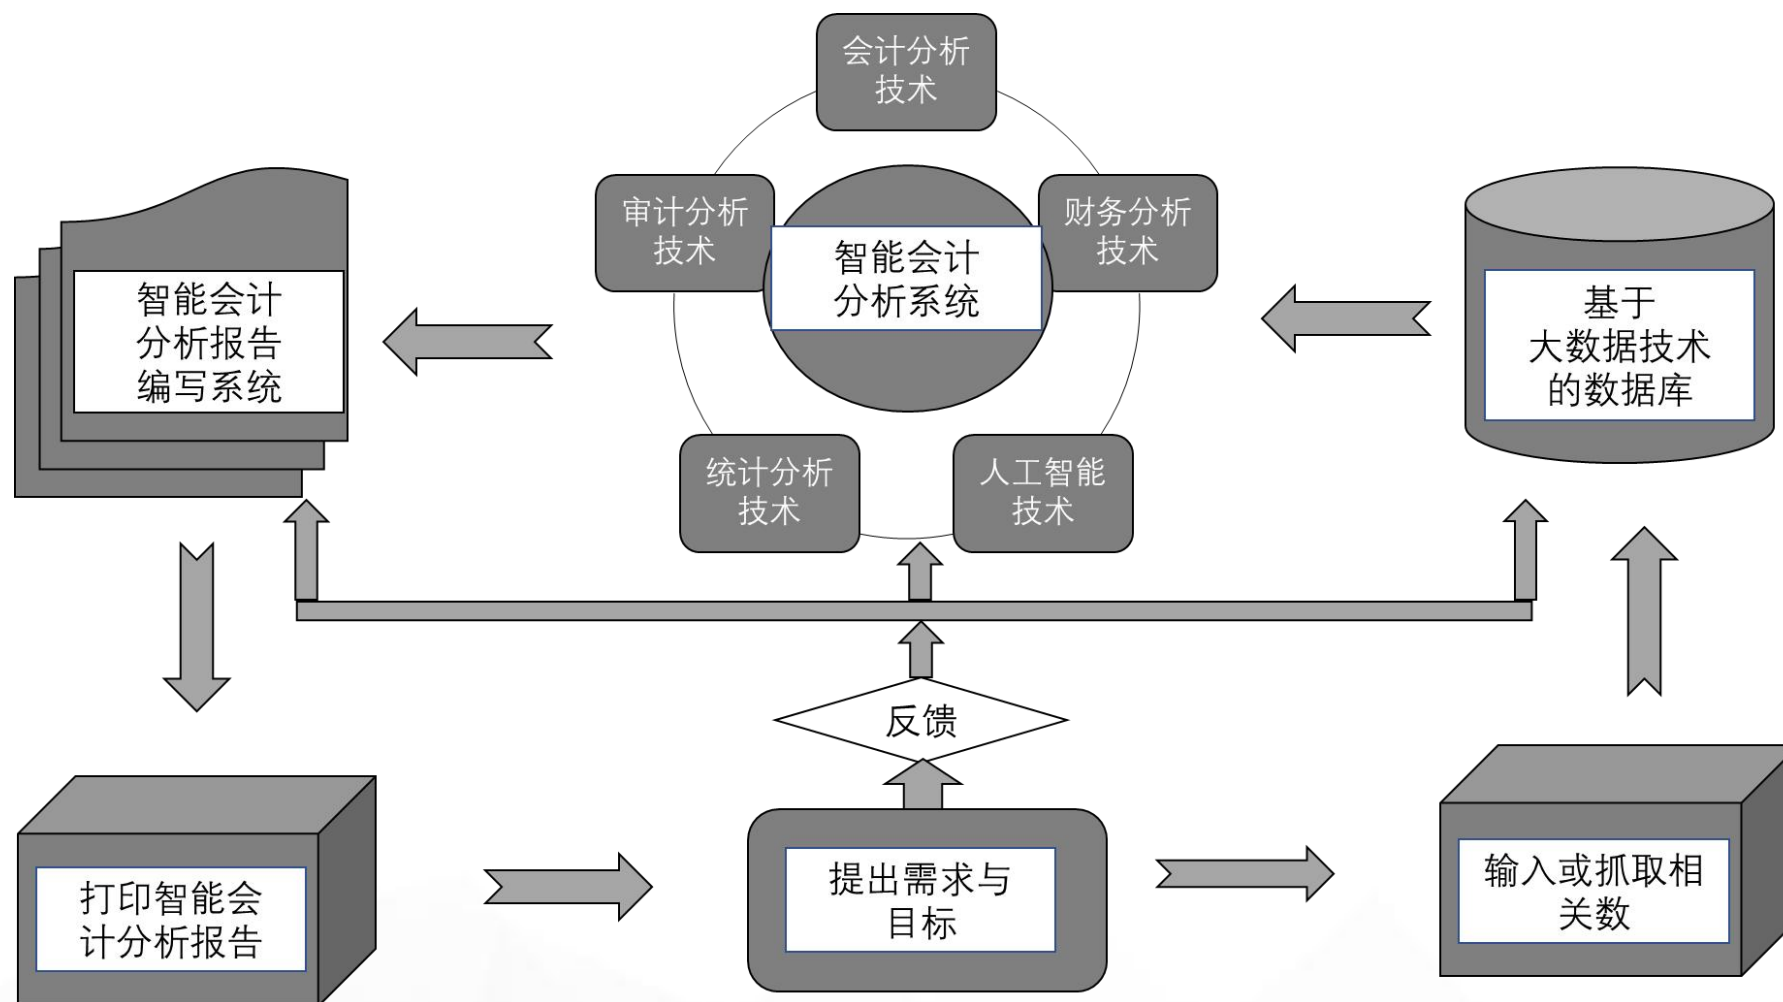 会计分析
技术
审计分析
技术
财务分析
技术
智能会计
分析系统
智能会计
分析报告
编写系统
基于
大数据技术
的数据库
统计分析
技术
人工智能
技术
反馈
打印智能会
计分析报告
提出需求与
目标
输入或抓取相
关数